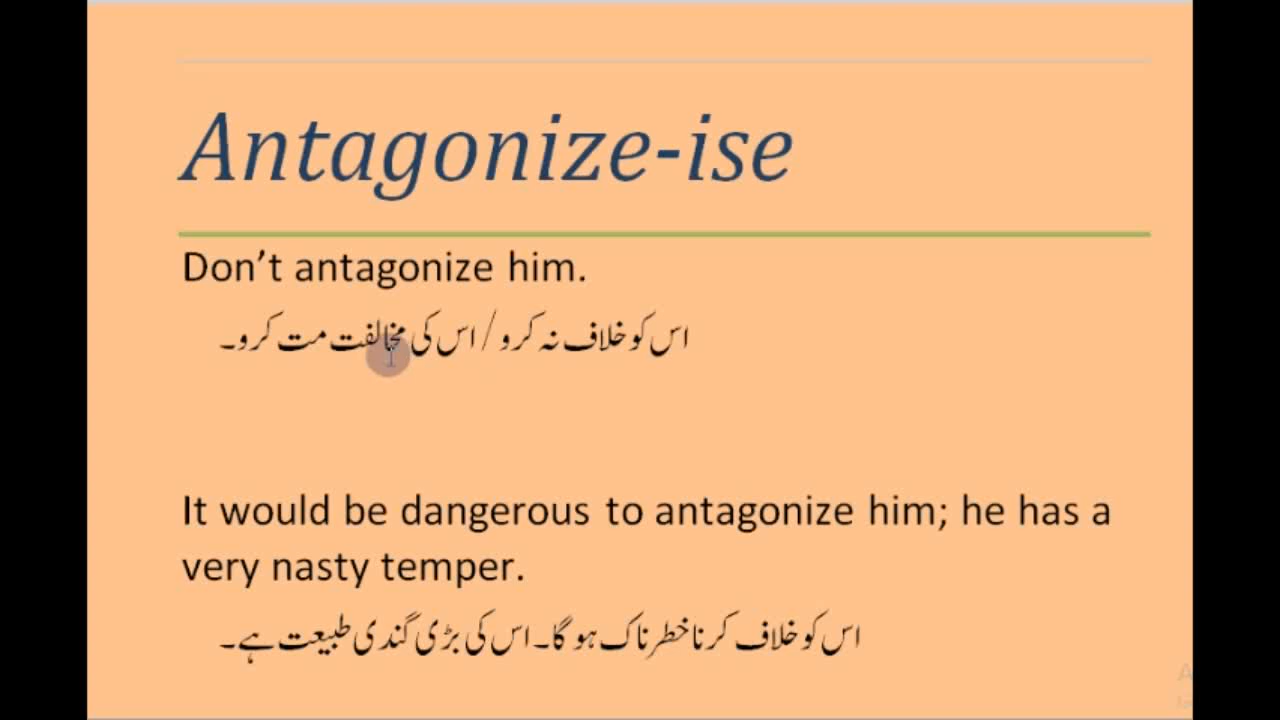 Antagonize-ise
Don’t antagonize him.
اس کو خلاف نہ کرو / اس کی مخالفت مت کرو۔
It would be dangerous to antagonize him; he has a
very nasty temper.
اس کو خلاف کرنا خطرناک ہو گا۔ اس کی بڑی گندی طبیعت ہے۔